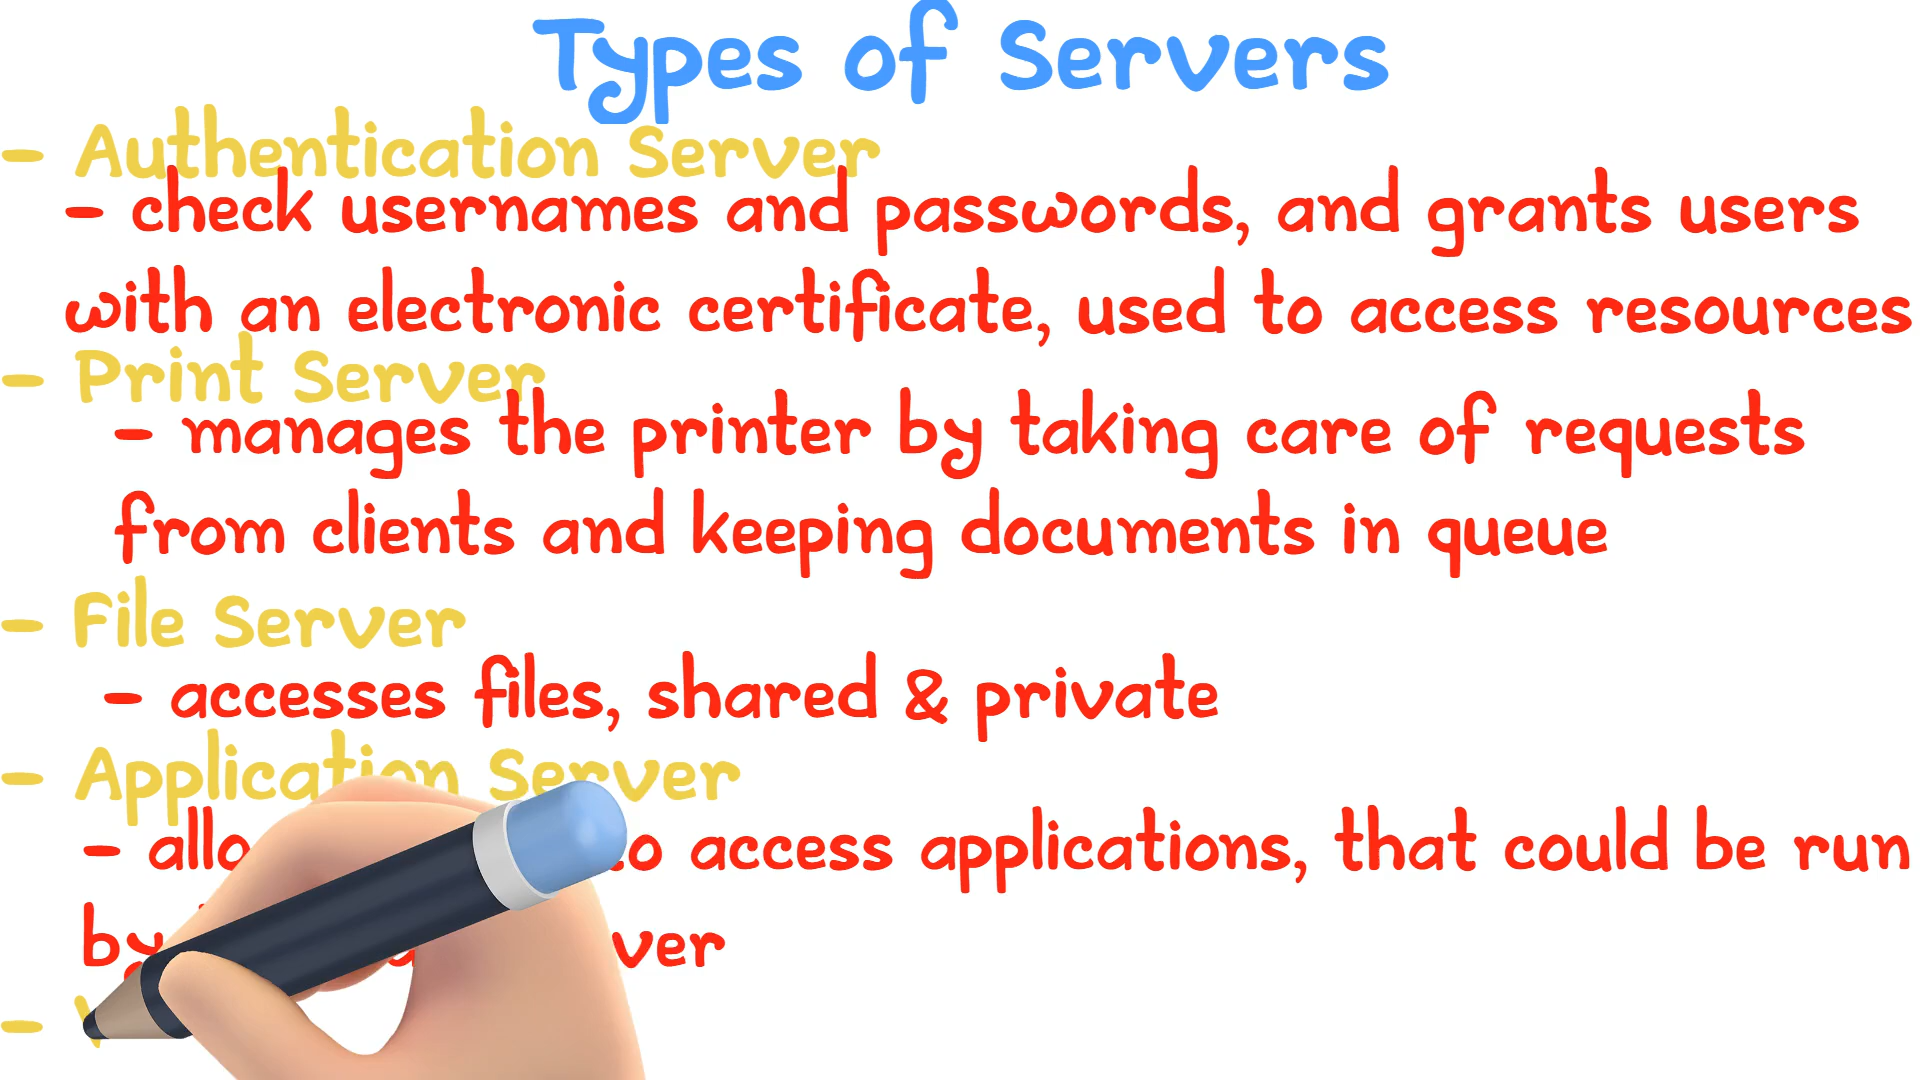 Types of Servers
- Authentication Server
- check usernames and passwords, and grants users
with an electronic certificate, used to access resources
- Print Server
- manages the printer by taking care of requests
from clients and keeping documents in queue
- File Server
- accesses files, shared & private
- Application Server
- to access applications, that could be run
by
-